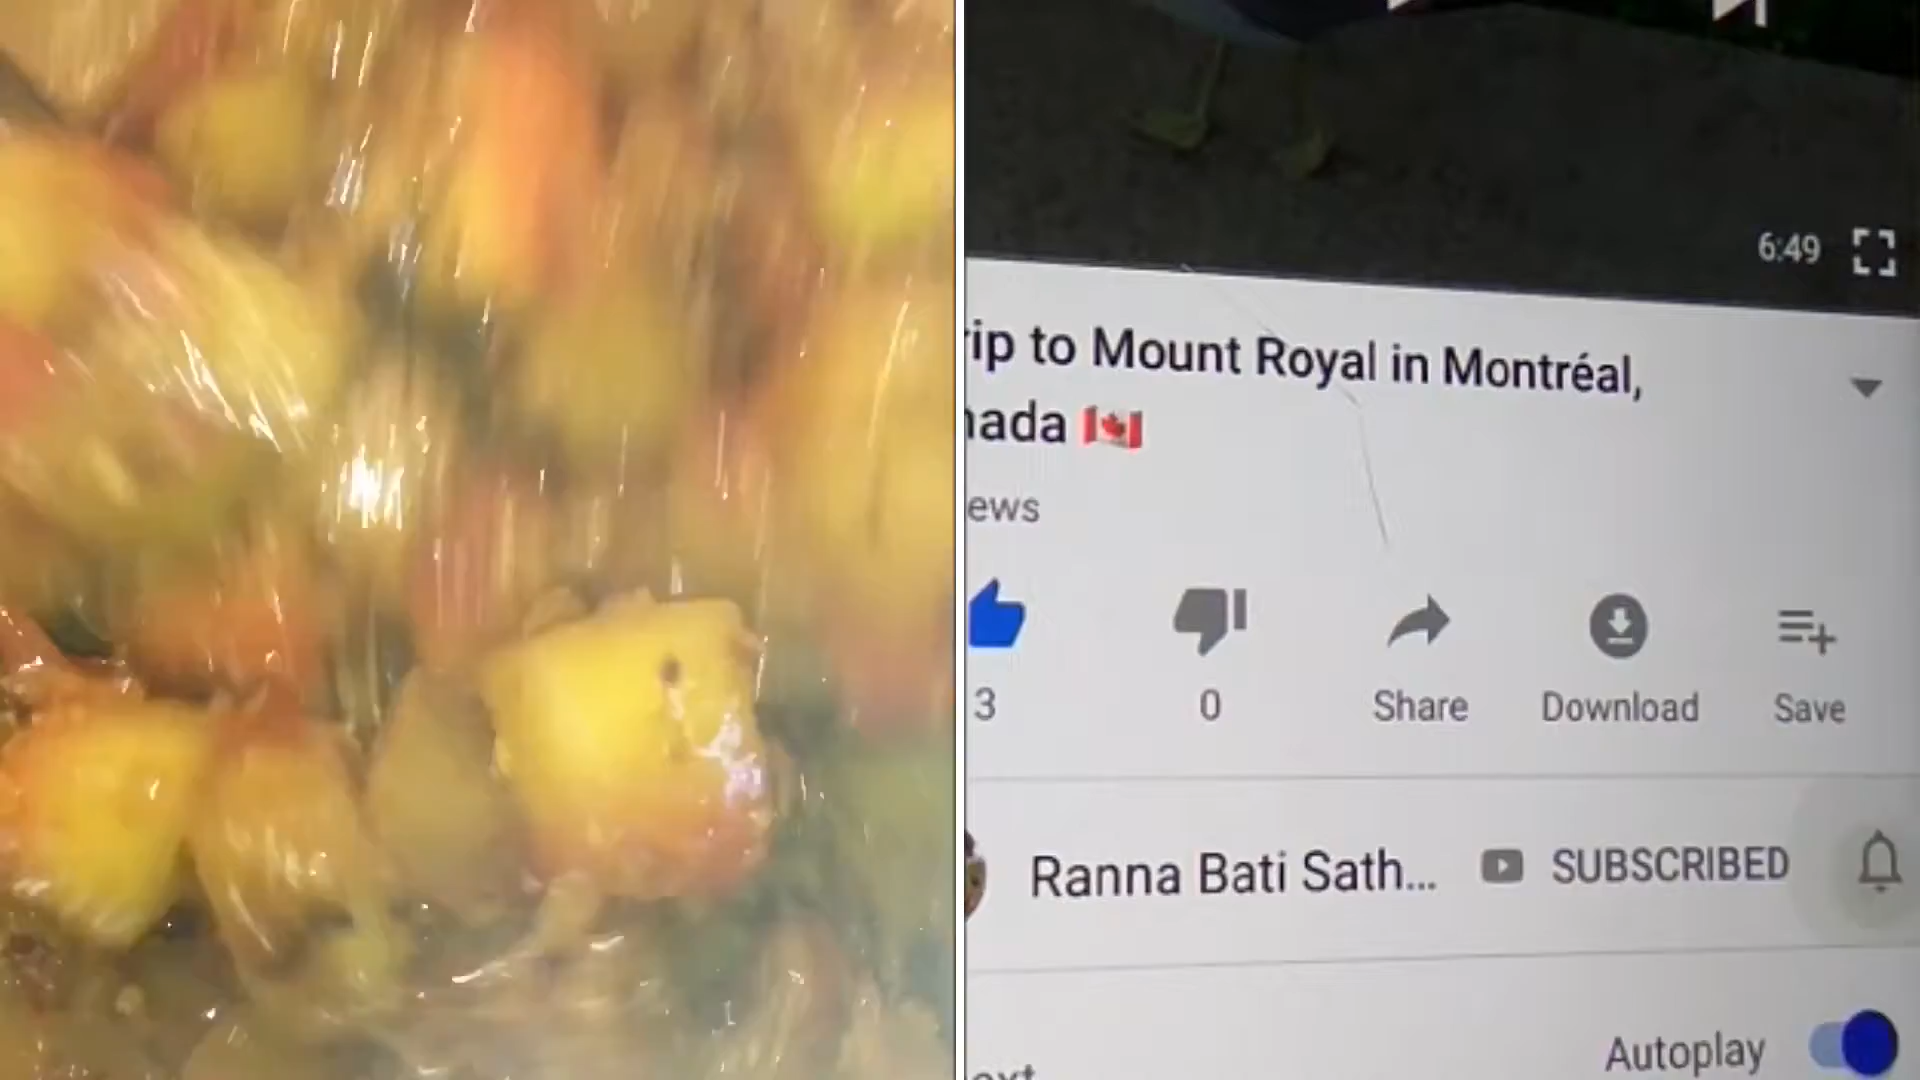 6:49
rip to Mount Royal in Montréal,
nada 🇨🇦
ews
3
0
Share
Download
Save
Ranna Bati Sath...
SUBSCRIBED
Autoplay